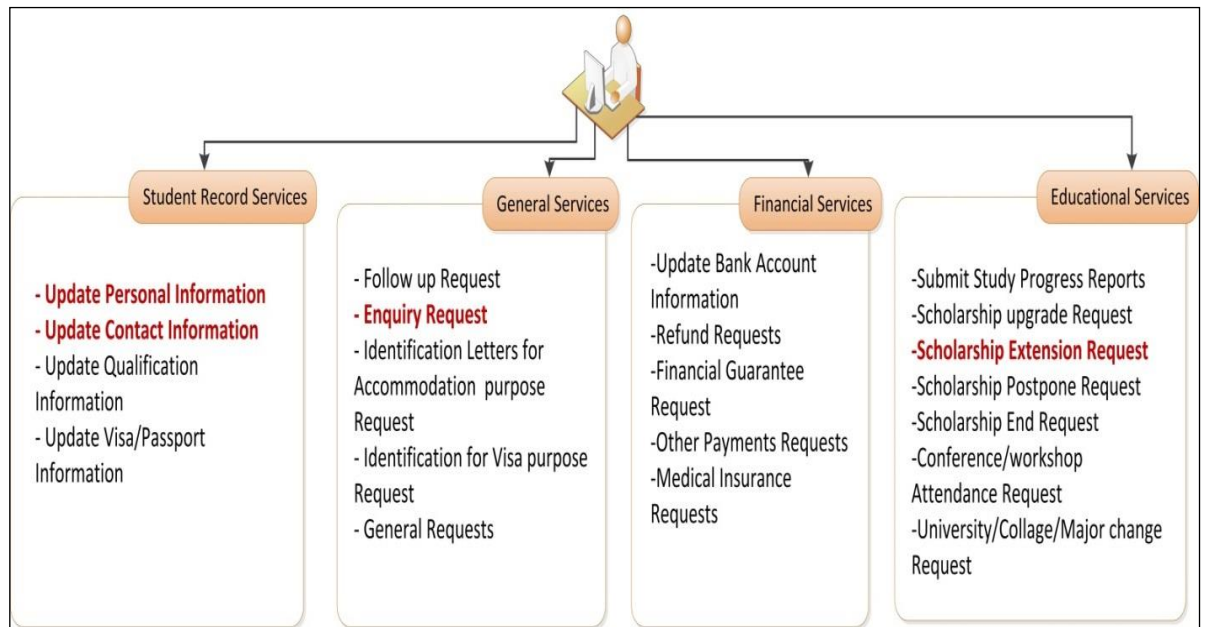 Student Record Services
- Update Personal Information
- Update Contact Information
- Update Qualification
Information
- Update Visa/Passport
Information
General Services
- Follow up Request
- Enquiry Request
- Identification Letters for
Accommodation purpose
Request
- Identification for Visa purpose
Request
- General Requests
Financial Services
-Update Bank Account
Information
-Refund Requests
-Financial Guarantee
Request
-Other Payments Requests
-Medical Insurance
Requests
Educational Services
-Submit Study Progress Reports
-Scholarship upgrade Request
-Scholarship Extension Request
-Scholarship Postpone Request
-Scholarship End Request
-Conference/workshop
Attendance Request
-University/Collage/Major change
Request